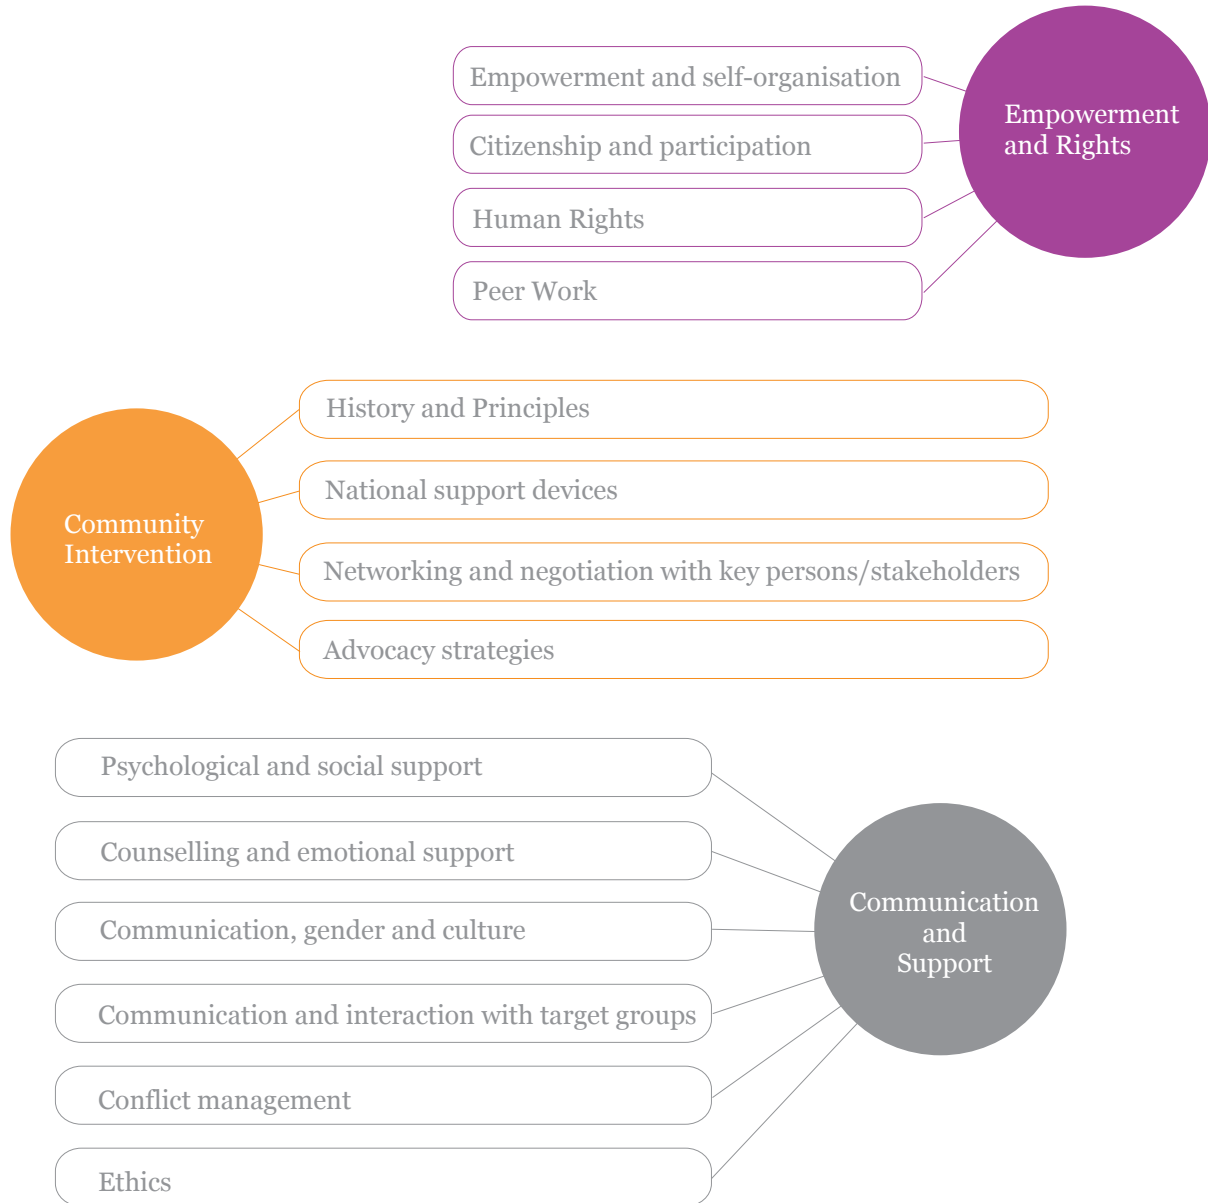 Empowerment and self-organisation
Citizenship and participation
Human Rights
Peer Work
Empowerment
and Rights
Community
Intervention
History and Principles
National support devices
Networking and negotiation with key persons/stakeholders
Advocacy strategies
Psychological and social support
Counselling and emotional support
Communication, gender and culture
Communication and interaction with target groups
Conflict management
Ethics
Communication
and
Support